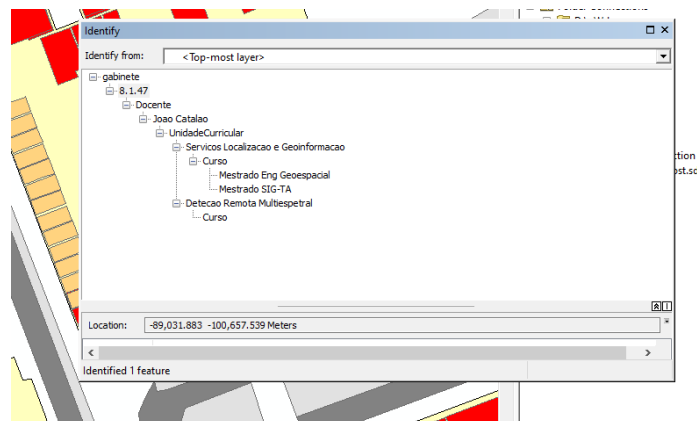 Identify
Identify from: <Top-most layer>
gabinete
8.1.47
Docente
Joao Catalao
UnidadeCurricular
Servicos Localizacao e Geoinformacao
Curso
Mestrado Eng Geoespacial
Mestrado SIG-TA
Detecao Remota Multiespetral
Curso
Location: -89,031.883 -100,657.539 Meters
Identified 1 feature